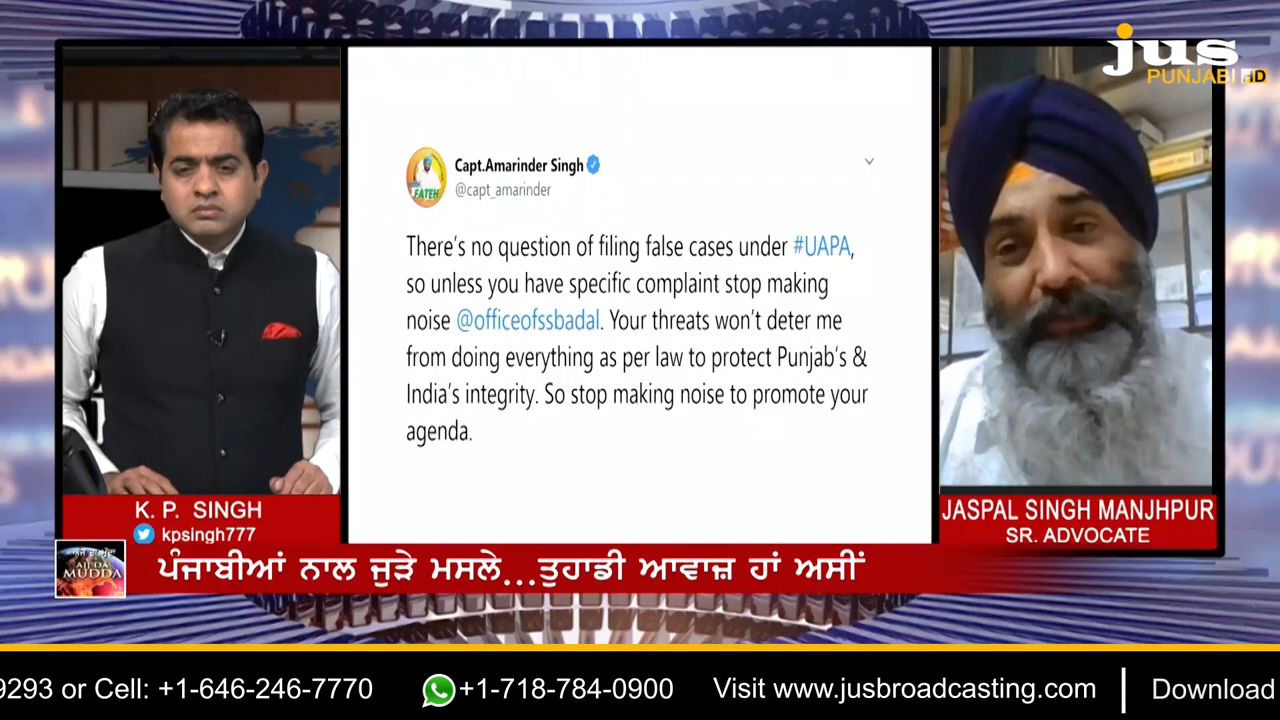 jus
PUNJABI HD
Capt.Amarinder Singh
@capt_amarinder
FATEH
There's no question of filing false cases under #UAPA,
so unless you have specific complaint stop making
noise @officeofssbadal. Your threats won't deter me
from doing everything as per law to protect Punjab's &
India's integrity. So stop making noise to promote your
agenda.
K. P. SINGH
kpsingh777
JASPAL SINGH MANJHPUR
SR. ADVOCATE
ਅੱਜ ਦਾ ਮੁੱਦਾ
AJJ DA
MUDDA
ਪੰਜਾਬੀਆਂ ਨਾਲ ਜੁੜੇ ਮਸਲੇ...ਤੁਹਾਡੀ ਆਵਾਜ਼ ਹਾਂ ਅਸੀਂ
9293 or Cell: +1-646-246-7770 +1-718-784-0900 Visit www.jusbroadcasting.com | Download